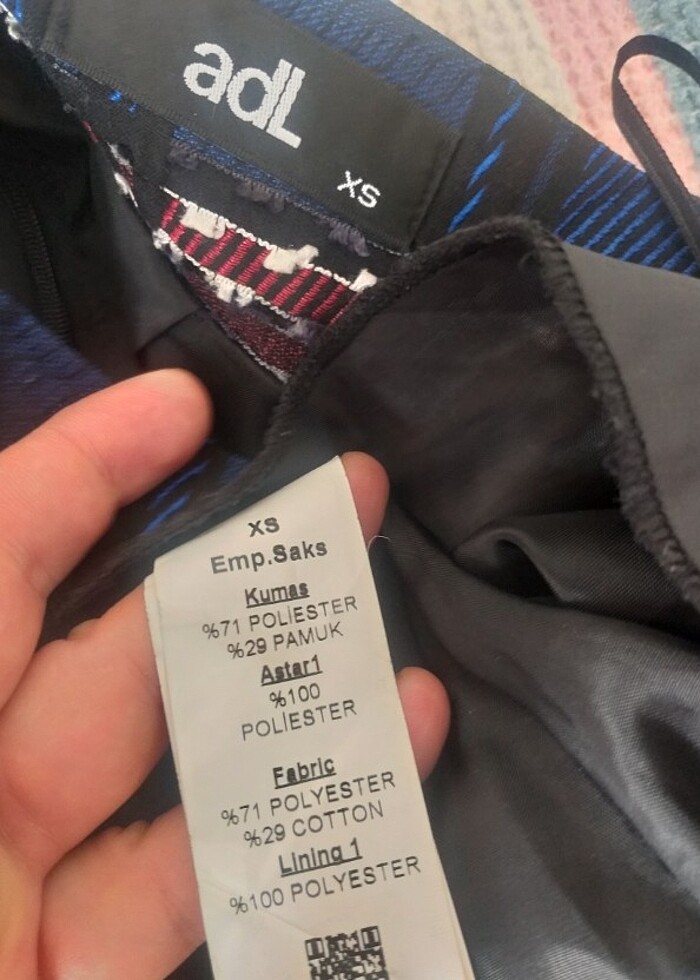 adL
XS
XS
Emp.Saks
Kumas
%71 POLİESTER
%29 PAMUK
Astar1
%100
POLİESTER
Fabric
%71 POLYESTER
%29 COTTON
Lining 1
%100 POLYESTER